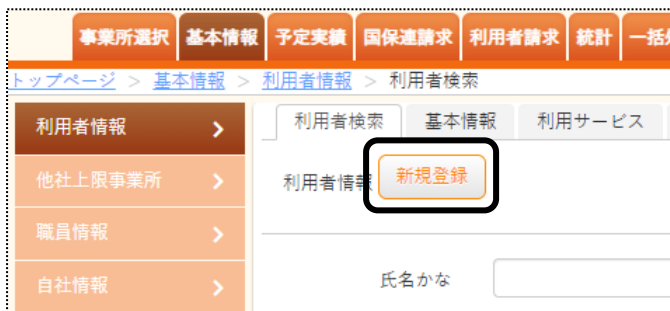 事業所選択 基本情報 予定実績 国保連請求 利用者請求 統計
トップページ > 基本情報 > 利用者情報 > 利用者検索
利用者情報
他社上限事業所
職員情報
自社情報
利用者検索 基本情報 利用サービス
利用者情報 新規登録
氏名かな